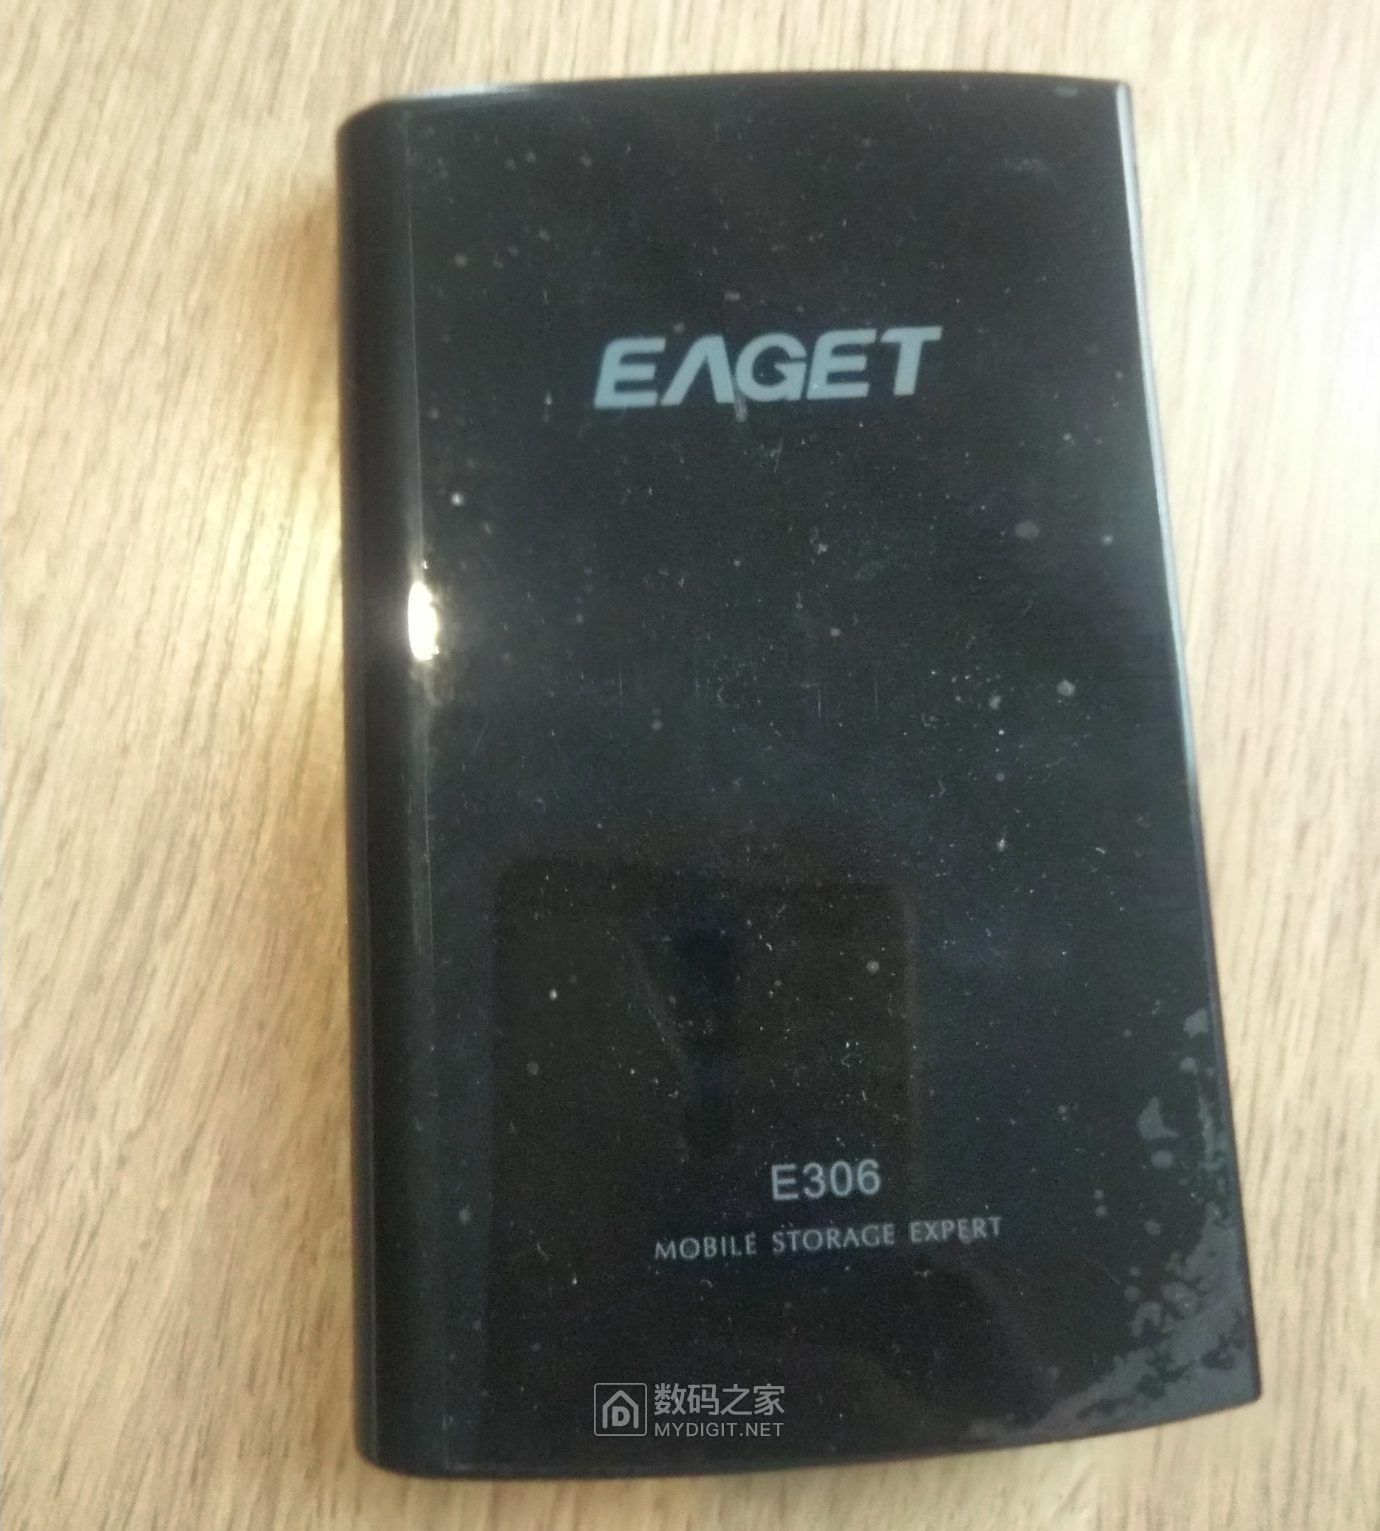 EAGET
E306
MOBILE STORAGE EXPERT
数码之家
MYDIGIT.NET